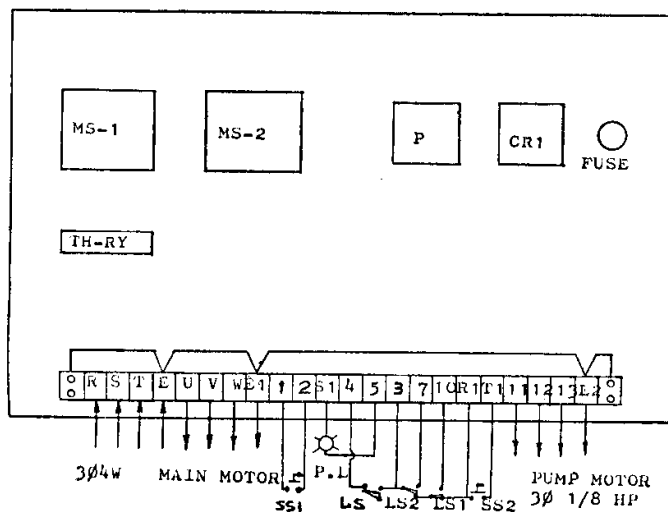 MS-1
MS-2
P
CR1
FUSE
TH-RY
R S T E U V W E1 1 2 S1 4 5 3 7 10 R1 T1 11 12 13 E2
3Ø4W
MAIN MOTOR
P.L
PUMP MOTOR
3Ø 1/8 HP
SS1
LS
LS2
LS1
SS2